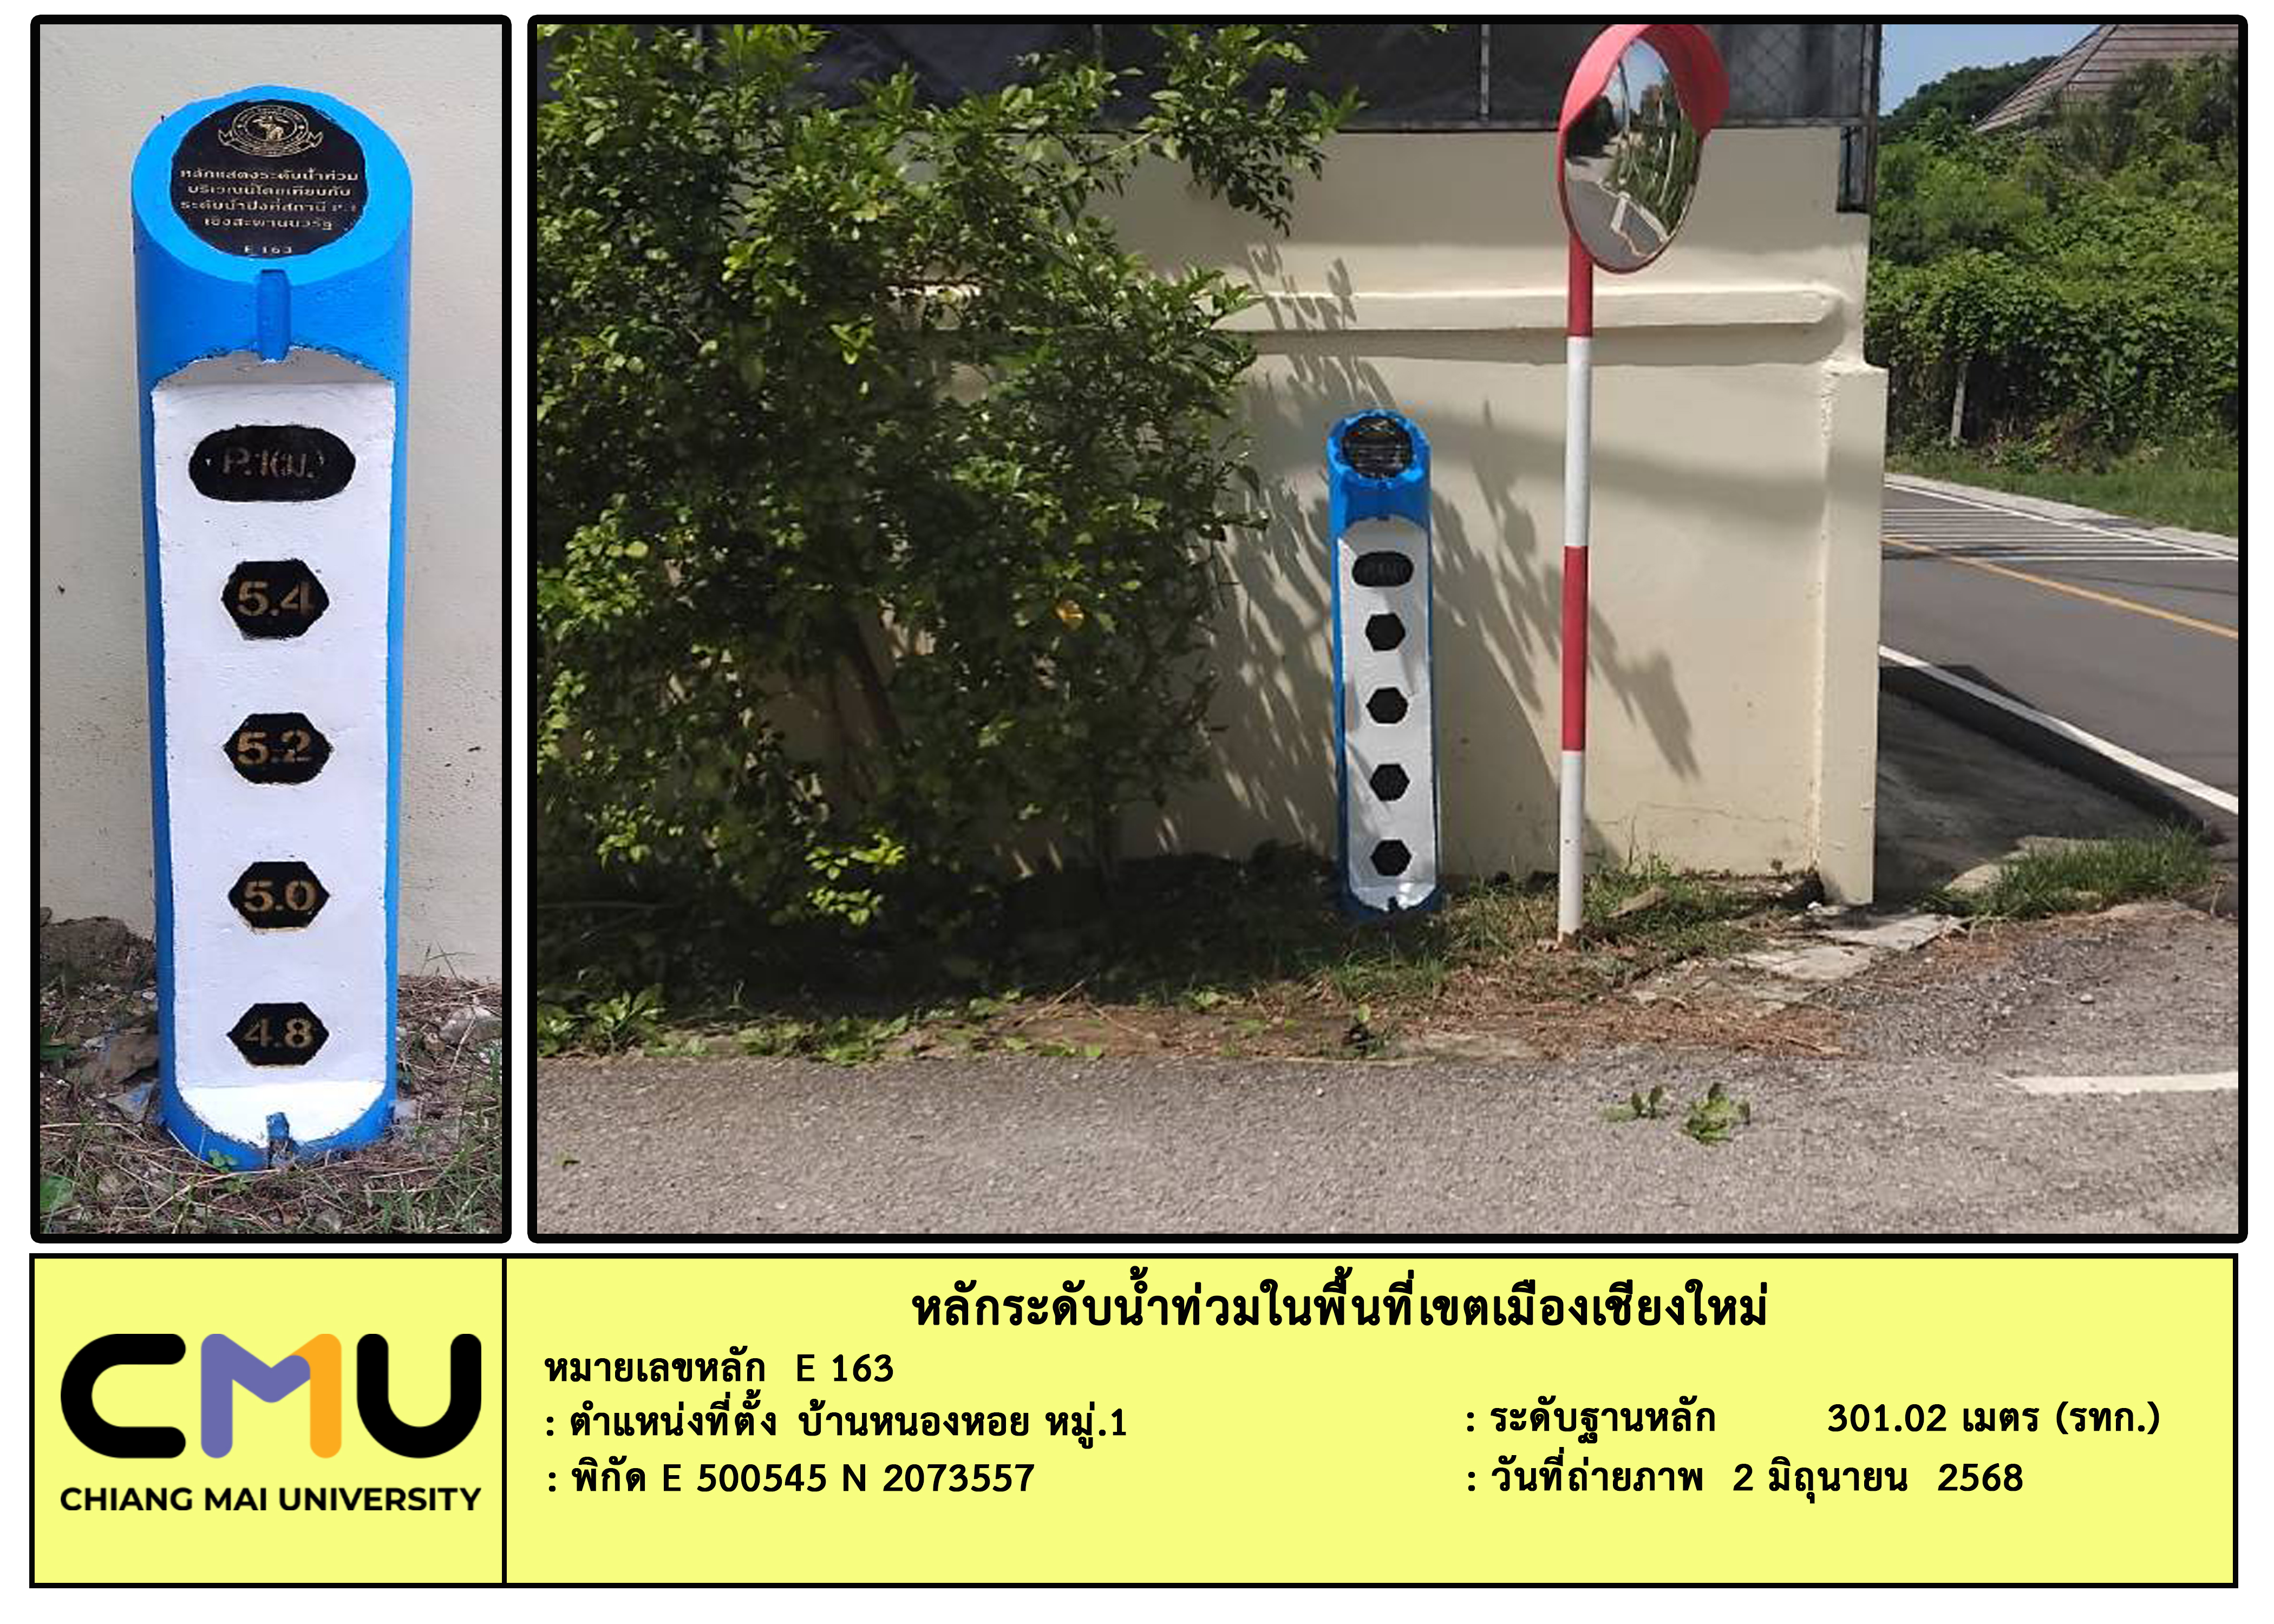 หลักแสดงระดับน้ำท่วม
บริเวณนี้โดยเทียบกับ
ระดับน้ำปิงที่สถานี P.1
เชิงสะพานนวรัฐ
E 163
P.1(ม.)
5.4
5.2
5.0
4.8
CMU
CHIANG MAI UNIVERSITY
หลักระดับน้ำท่วมในพื้นที่เขตเมืองเชียงใหม่
หมายเลขหลัก E 163
: ตำแหน่งที่ตั้ง บ้านหนองหอย หมู่.1
: ระดับฐานหลัก 301.02 เมตร (รทก.)
: พิกัด E 500545 N 2073557
: วันที่ถ่ายภาพ 2 มิถุนายน 2568